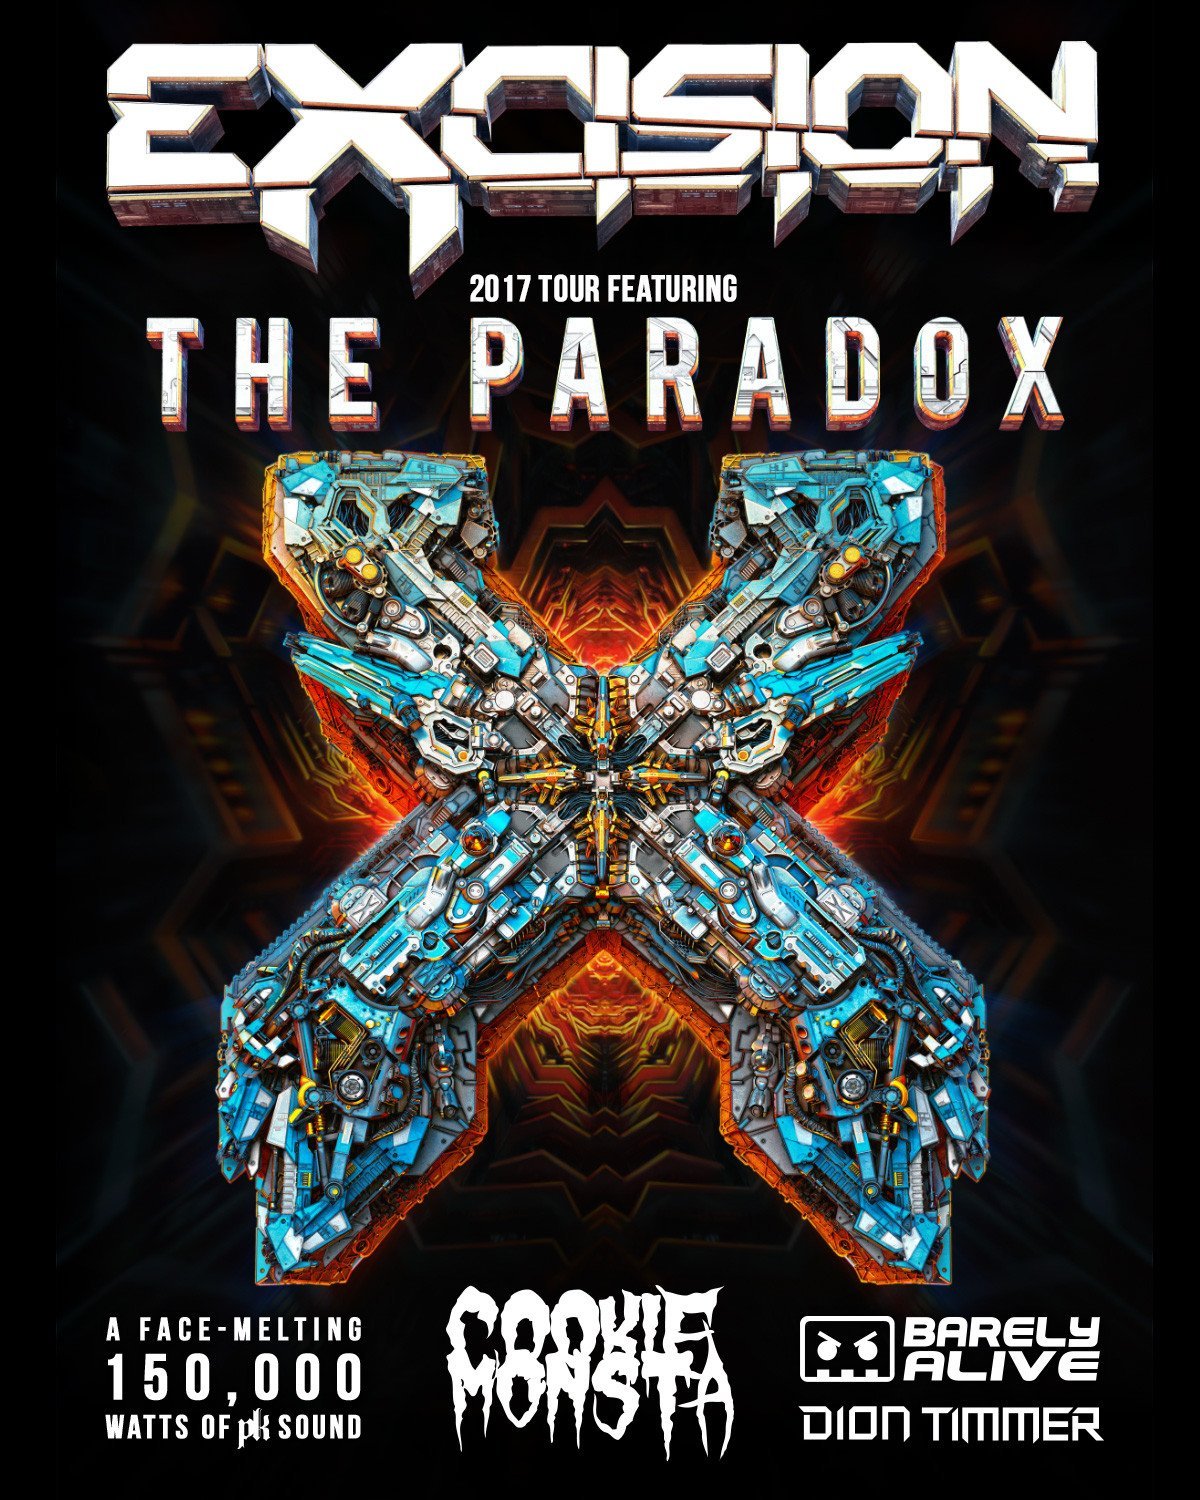 EXCISION
2017 TOUR FEATURING
THE PARADOX
A FACE-MELTING
150,000
WATTS OF pk SOUND
COOKIE
MONSTA
BARELY
ALIVE
DION TIMMER